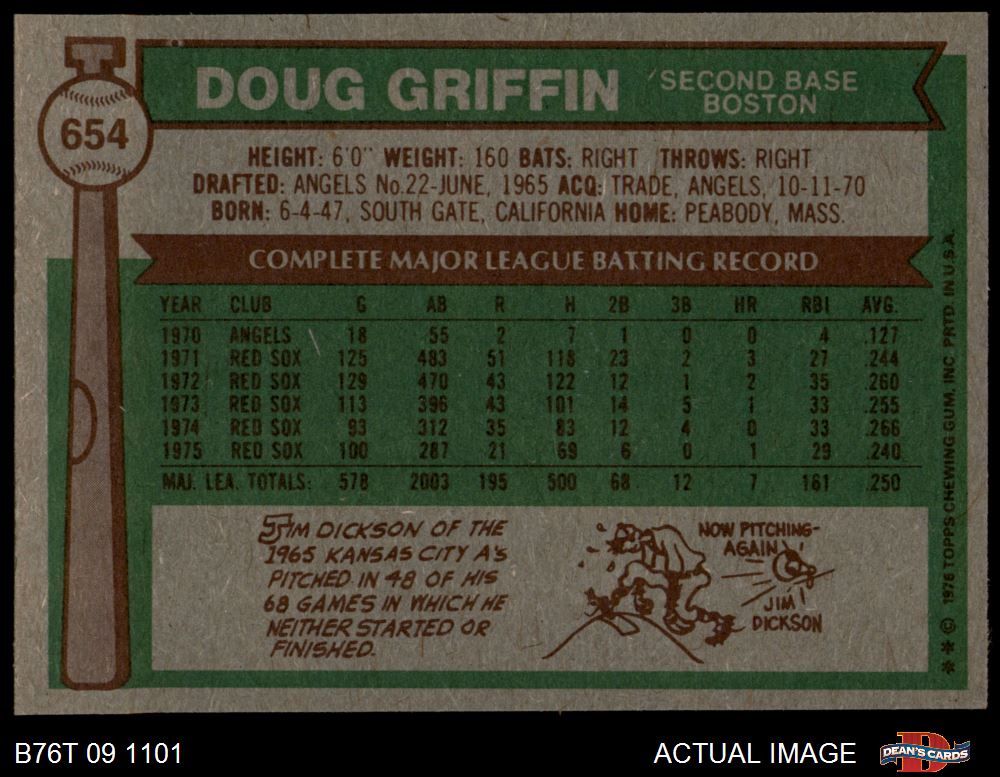 T
654
DOUG GRIFFIN
SECOND BASE
BOSTON
HEIGHT: 6'0" WEIGHT: 160 BATS: RIGHT THROWS: RIGHT
DRAFTED: ANGELS No.22-JUNE, 1965 ACQ: TRADE, ANGELS, 10-11-70
BORN: 6-4-47, SOUTH GATE, CALIFORNIA HOME: PEABODY, MASS.
COMPLETE MAJOR LEAGUE BATTING RECORD
YEAR CLUB G AB R H 2B 3B HR RBI AVG.
1970 ANGELS 18 55 2 7 1 0 0 4 .127
1971 RED SOX 125 483 51 118 23 2 3 27 .244
1972 RED SOX 129 470 43 122 12 1 2 35 .260
1973 RED SOX 113 396 43 101 14 5 1 33 .255
1974 RED SOX 93 312 35 83 12 4 0 33 .266
1975 RED SOX 100 287 21 69 6 0 1 29 .240
MAJ. LEA. TOTALS: 578 2003 195 500 68 12 7 161 .250
JIM DICKSON OF THE
1965 KANSAS CITY A's
PITCHED IN 48 OF HIS
68 GAMES IN WHICH HE
NEITHER STARTED OR
FINISHED.
NOW PITCHING-
AGAIN
JIM
DICKSON
** © 1976 TOPPS CHEWING GUM, INC. PRTD. IN U.S.A.
B76T 09 1101
ACTUAL IMAGE
D
DEAN'S CARDS